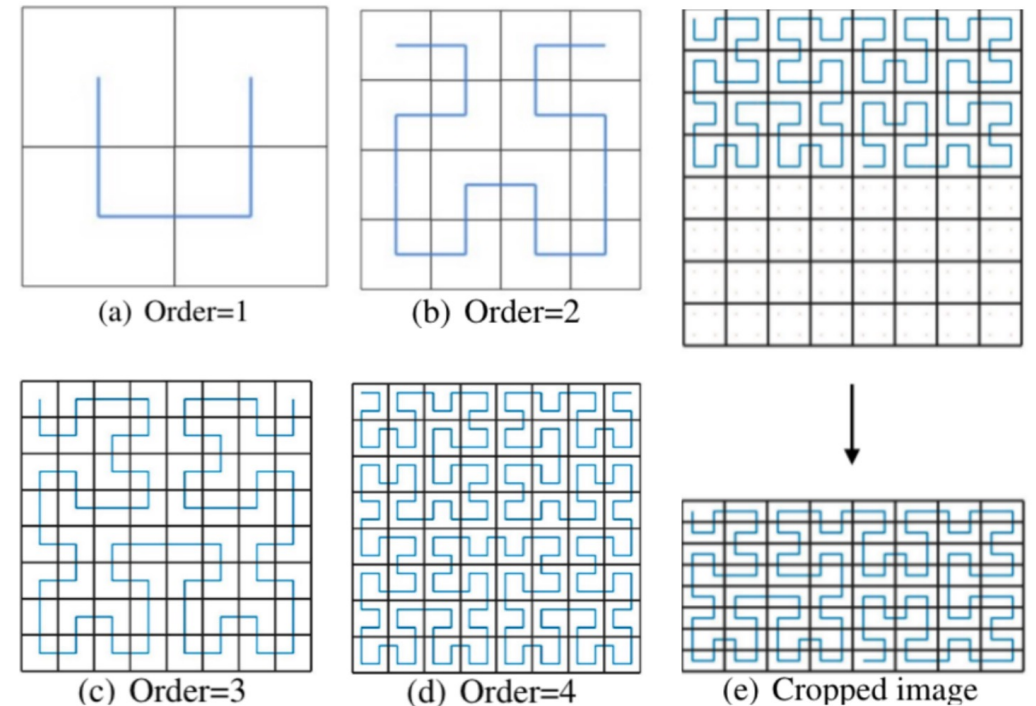 (a) Order=1
(b) Order=2
(c) Order=3
(d) Order=4
(e) Cropped image